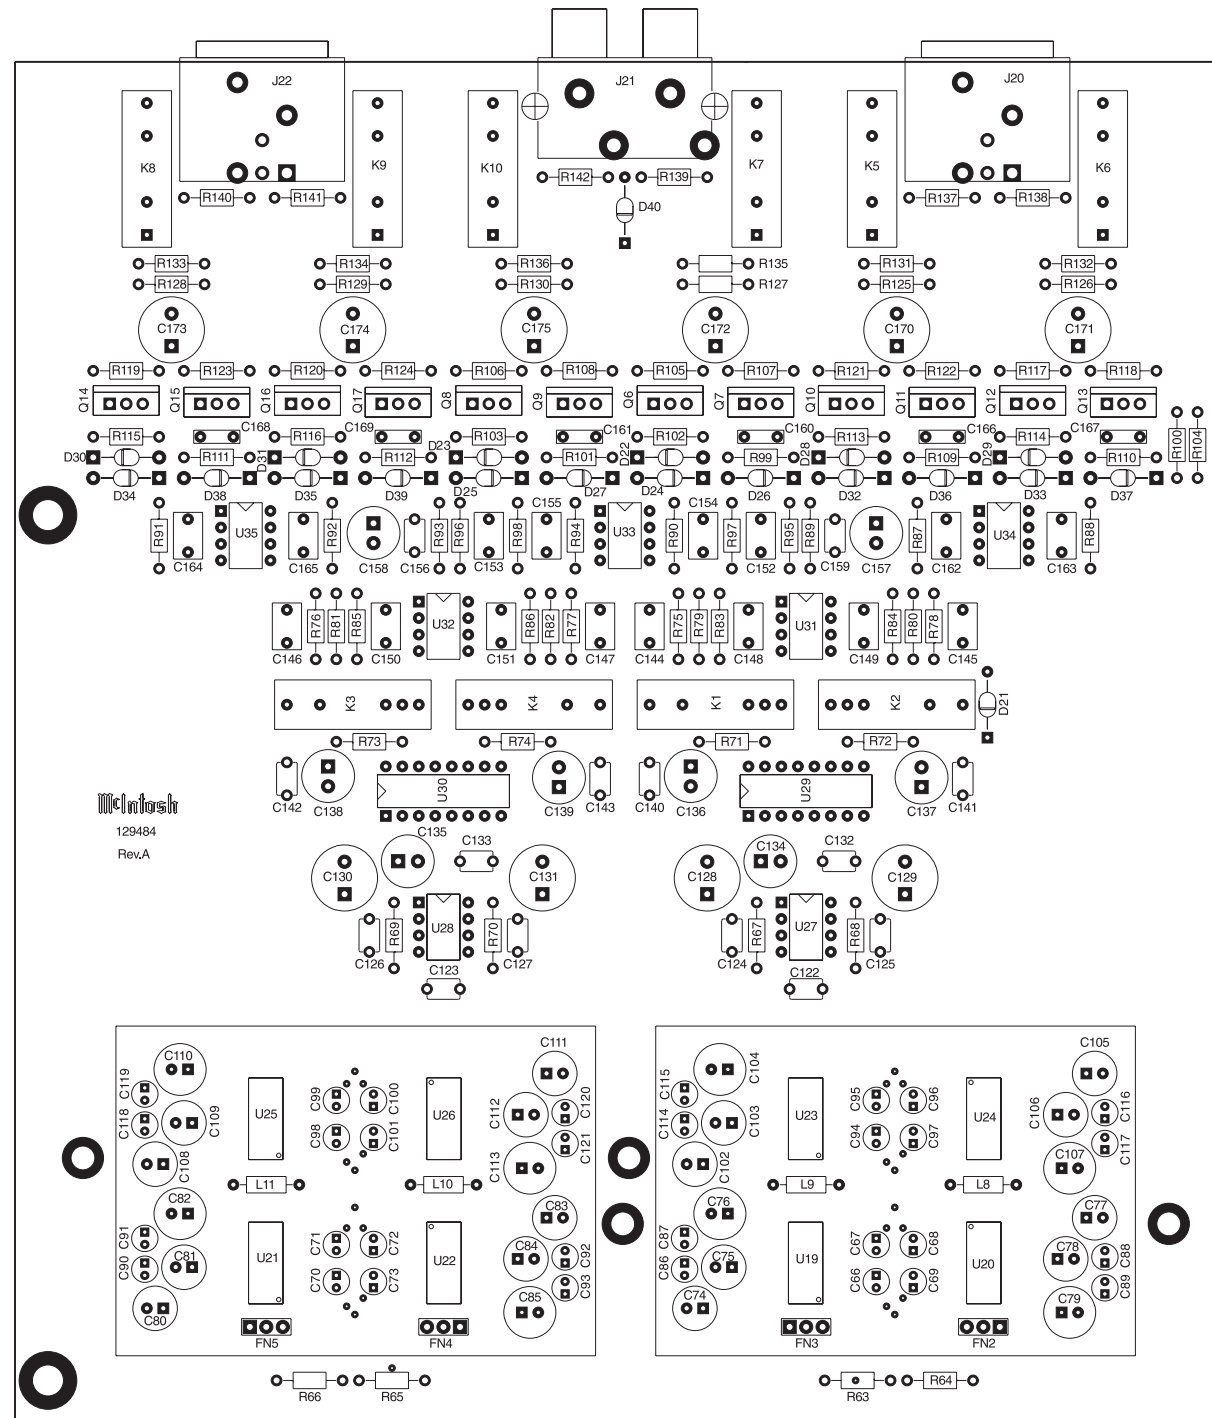 J22 J21 J20
K8 K9 K10 K7 K5 K6
R142 R139
R140 R141 D40 R137 R138
R133 R134 R136 R135 R131 R132
R128 R129 R130 R127 R125 R126
C173 C174 C175 C172 C170 C171
R119 R123 R120 R124 R106 R108 R105 R107 R121 R122 R117 R118
Q14 Q15 Q16 Q17 Q8 Q9 Q6 Q7 Q10 Q11 Q12 Q13
C168 C169 C161 C160 C166 C167
R115 R116 D23 R103 D22 R102 D28 R113 D29 R114 R100 R104
D30 R111 D31 R112 R101 R99 R109 R110
D34 D38 D35 D39 D25 D27 D24 D26 D32 D36 D33 D37
C155 C154
R91 U35 R92 R93 R96 R98 R94 U33 R90 R97 R95 R89 R87 U34 R88
C164 C165 C158 C156 C153 C152 C159 C157 C162 C163
R76 R81 R85 U32 R86 R82 R77 R75 R79 R83 U31 R84 R80 R78
C146 C150 C151 C147 C144 C148 C149 C145
K3 K4 K1 K2 D21
R73 R74 R71 R72
U30 U29
C142 C138 C139 C143 C140 C136 C137 C141
McIntosh
129484
Rev.A
C135 C133 C134 C132
C130 C131 C128 C129
R69 U28 R70 R67 U27 R68
C126 C127 C124 C125
C123 C122
C110 C111 C104 C105
C119 C99 C100 C120 C115 C95 C96 C116
C118 C109 U25 U26 C112 C114 C103 U23 U24 C106
C98 C101 C121 C94 C97 C117
C108 C113 C102 C107
L11 L10 L9 L8
C82 C83 C76 C77
C91 C71 C72 C92 C87 C67 C68 C88
C90 C81 U21 U22 C84 C86 C75 U19 U20 C78
C70 C73 C93 C66 C69 C89
C80 C85 C74 C79
FN5 FN4 FN3 FN2
R66 R65 R63 R64